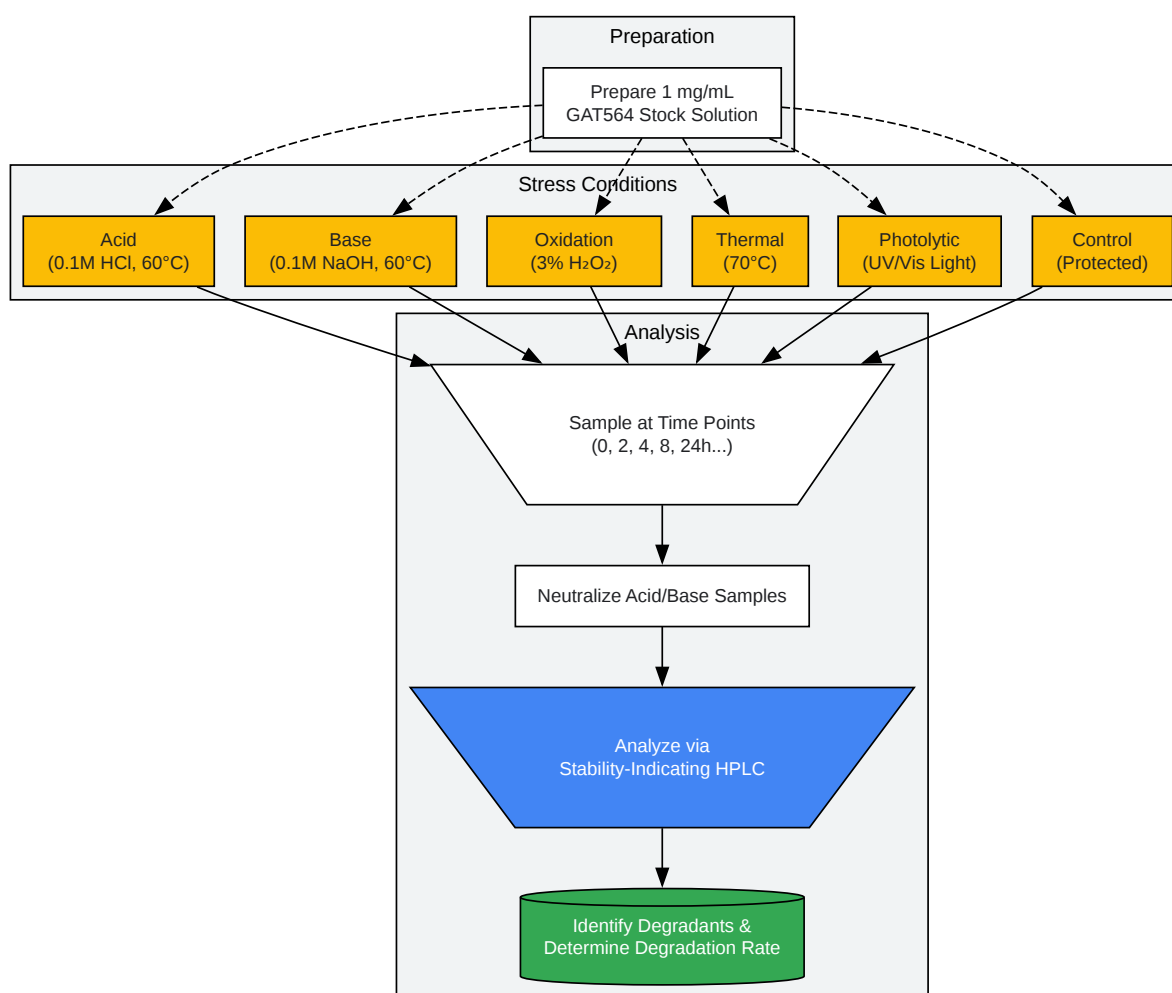 Preparation
Prepare 1 mg/mL
GAT564 Stock Solution
Stress Conditions
Acid
(0.1M HCl, 60°C)
Base
(0.1M NaOH, 60°C)
Oxidation
(3% H₂O₂)
Thermal
(70°C)
Photolytic
(UV/Vis Light)
Control
(Protected)
Analysis
Sample at Time Points
(0, 2, 4, 8, 24h...)
Neutralize Acid/Base Samples
Analyze via
Stability-Indicating HPLC
Identify Degradants &
Determine Degradation Rate